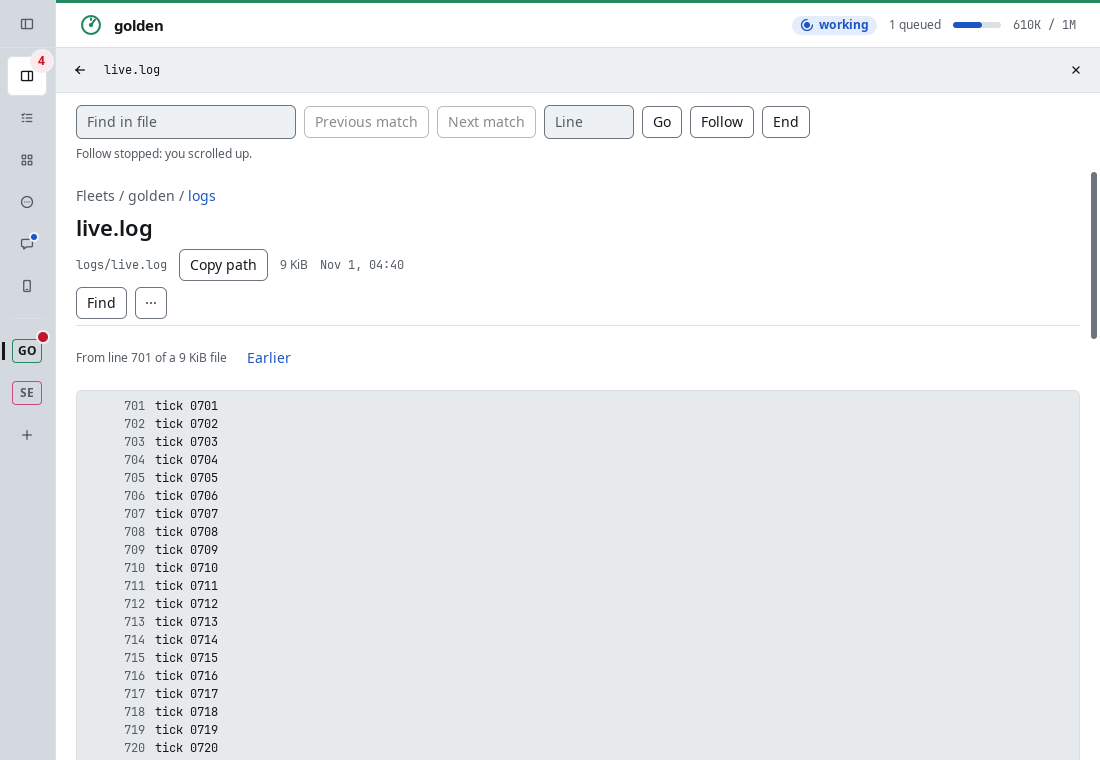 golden
working
1 queued
610K / 1M
4
live.log
Find in file
Previous match
Next match
Line
Go
Follow
End
Follow stopped: you scrolled up.
Fleets / golden / logs
live.log
logs/live.log
Copy path
9 KiB
Nov 1, 04:40
Find
...
From line 701 of a 9 KiB file
Earlier
GO
SE
701 tick 0701
702 tick 0702
703 tick 0703
704 tick 0704
705 tick 0705
706 tick 0706
707 tick 0707
708 tick 0708
709 tick 0709
710 tick 0710
711 tick 0711
712 tick 0712
713 tick 0713
714 tick 0714
715 tick 0715
716 tick 0716
717 tick 0717
718 tick 0718
719 tick 0719
720 tick 0720